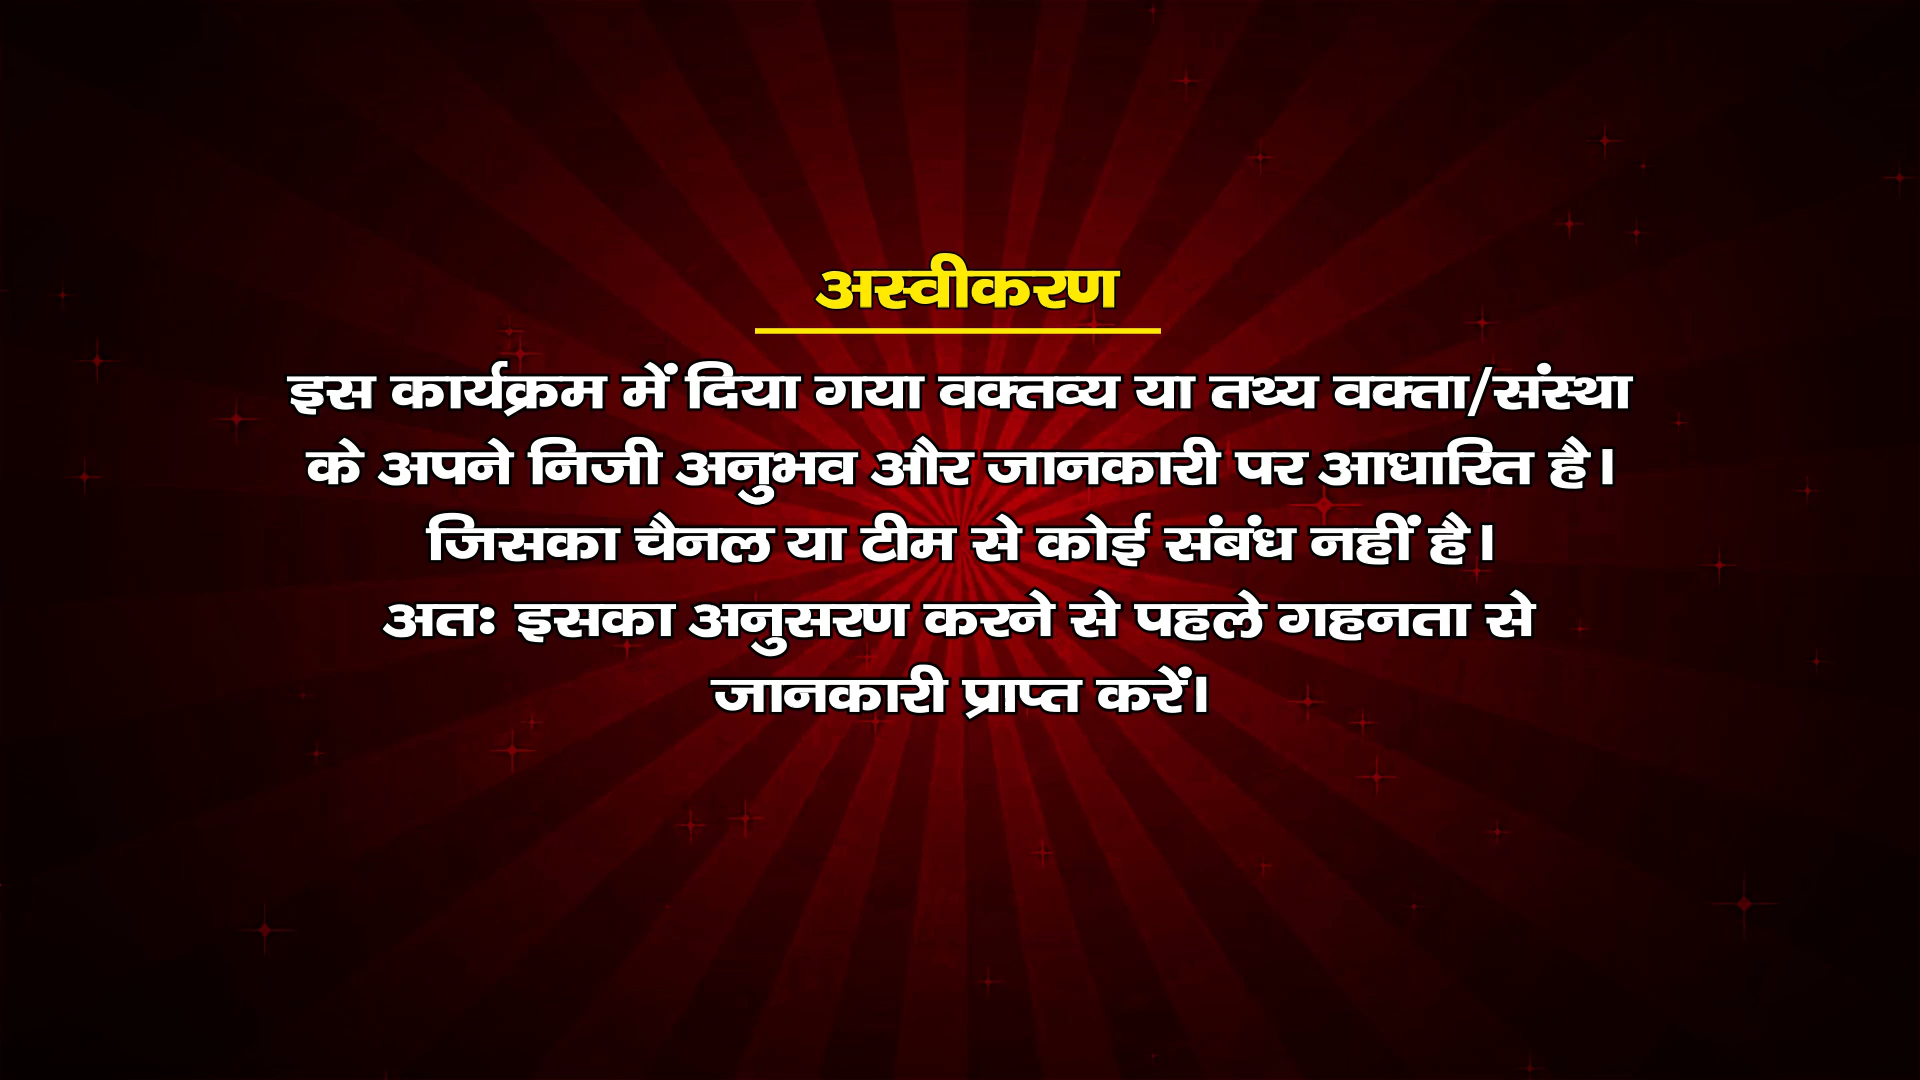 अस्वीकरण
इस कार्यक्रम में दिया गया वक्तव्य या तथ्य वक्ता/संस्था
के अपने निजी अनुभव और जानकारी पर आधारित है।
जिसका चैनल या टीम से कोई संबंध नहीं है।
अतः इसका अनुसरण करने से पहले गहनता से
जानकारी प्राप्त करें।